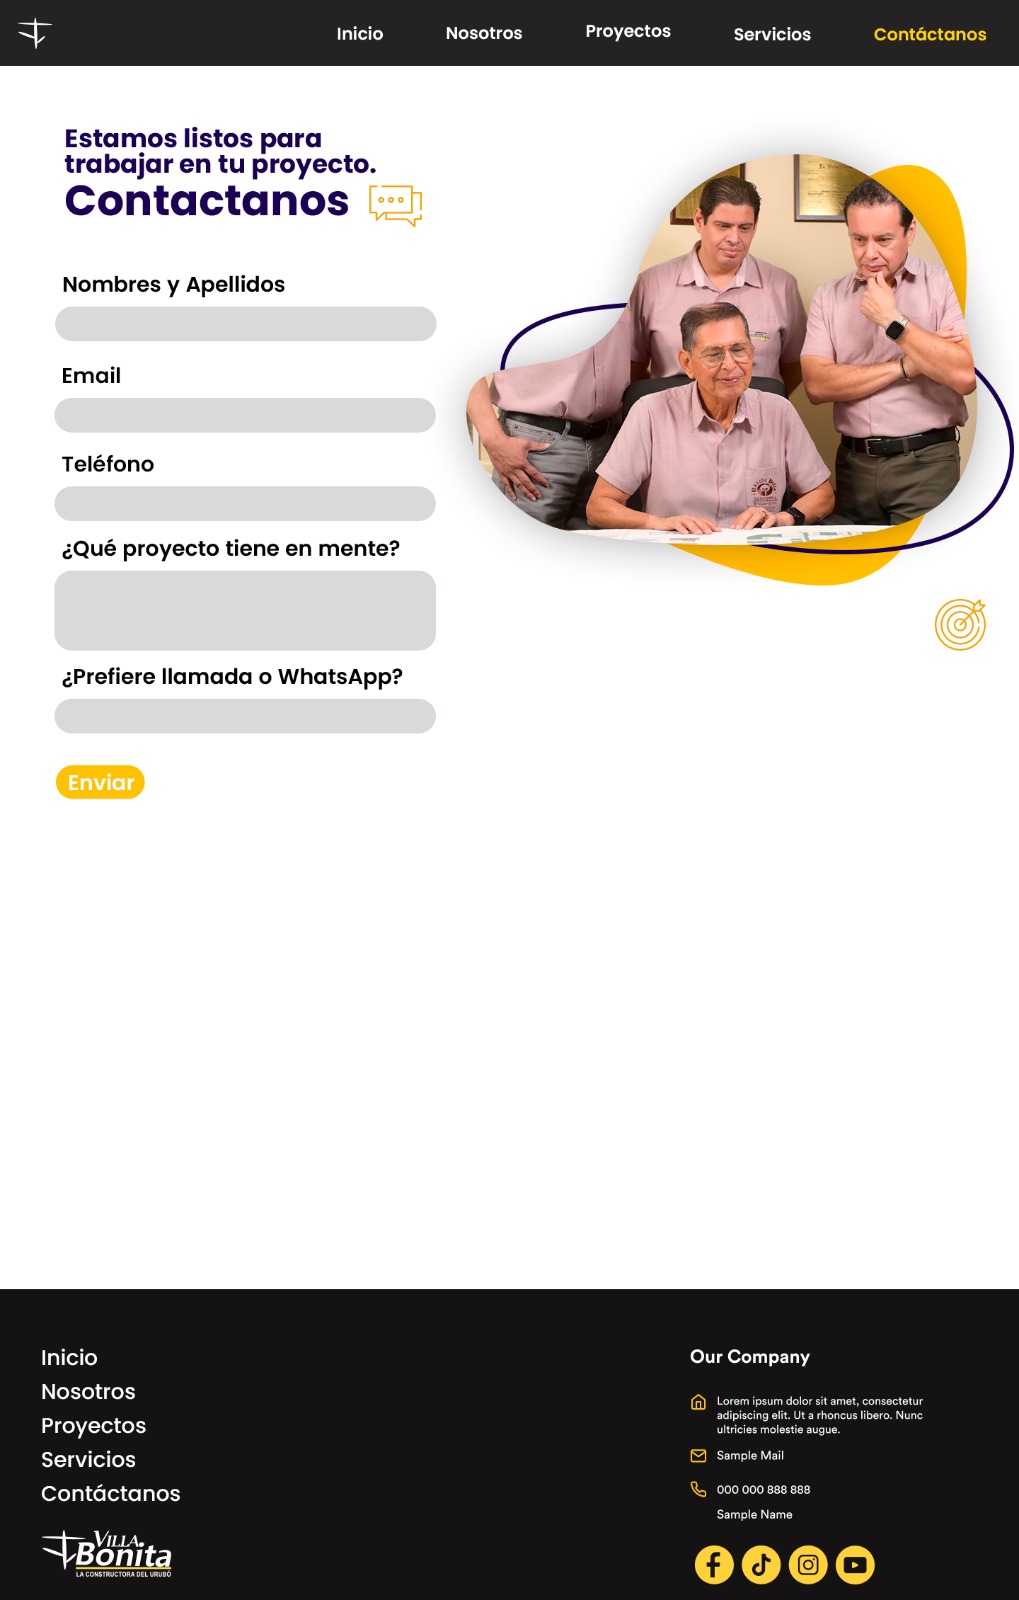 Inicio
Nosotros
Proyectos
Servicios
Contáctanos
Estamos listos para
trabajar en tu proyecto.
Contactanos
Nombres y Apellidos
Email
Teléfono
¿Qué proyecto tiene en mente?
¿Prefiere llamada o WhatsApp?
Enviar
Inicio
Nosotros
Proyectos
Servicios
Contáctanos
VILLA
Bonita
LA CONSTRUCTORA DEL URUBÓ
Our Company
Lorem ipsum dolor sit amet, consectetur
adipiscing elit. Ut a rhoncus libero. Nunc
ultricies molestie augue.
Sample Mail
000 000 888 888
Sample Name